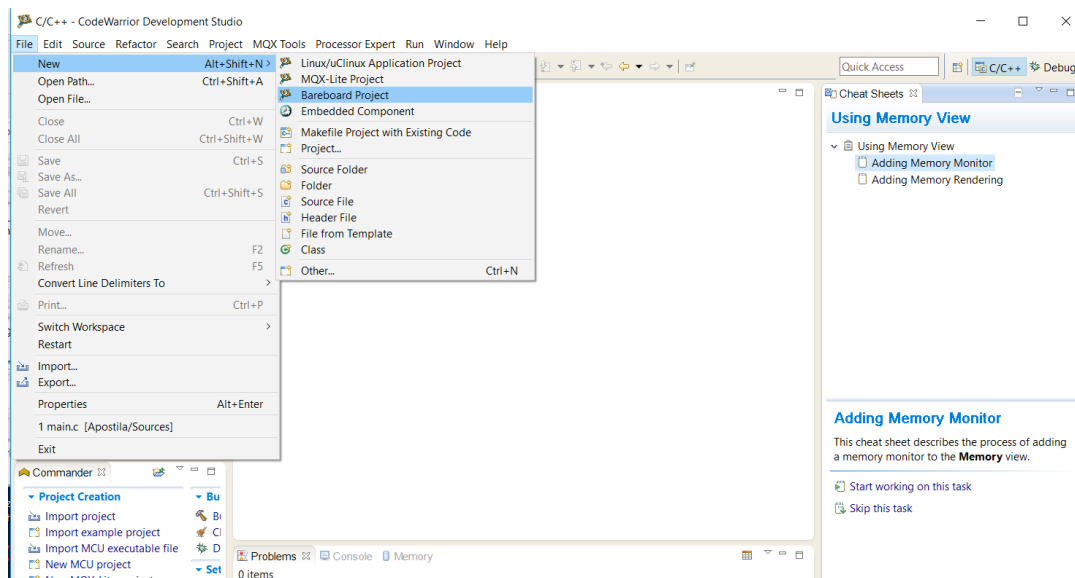 C/C++ - CodeWarrior Development Studio
File Edit Source Refactor Search Project MQX Tools Processor Expert Run Window Help
New Alt+Shift+N
Open Path... Ctrl+Shift+A
Open File...
Close Ctrl+W
Close All Ctrl+Shift+W
Save Ctrl+S
Save As...
Save All Ctrl+Shift+S
Revert
Move...
Rename... F2
Refresh F5
Convert Line Delimiters To
Print... Ctrl+P
Switch Workspace
Restart
Import...
Export...
Properties Alt+Enter
1 main.c [Apostila/Sources]
Exit
Linux/uClinux Application Project
MQX-Lite Project
Bareboard Project
Embedded Component
Makefile Project with Existing Code
Project...
Source Folder
Folder
Source File
Header File
File from Template
Class
Other... Ctrl+N
Quick Access
C/C++
Debug
Cheat Sheets
Using Memory View
Using Memory View
Adding Memory Monitor
Adding Memory Rendering
Adding Memory Monitor
This cheat sheet describes the process of adding
a memory monitor to the Memory view.
Start working on this task
Skip this task
Commander
Project Creation
Import project
Import example project
Import MCU executable file
New MCU project
Bu
D
Set
Problems Console Memory
0 items